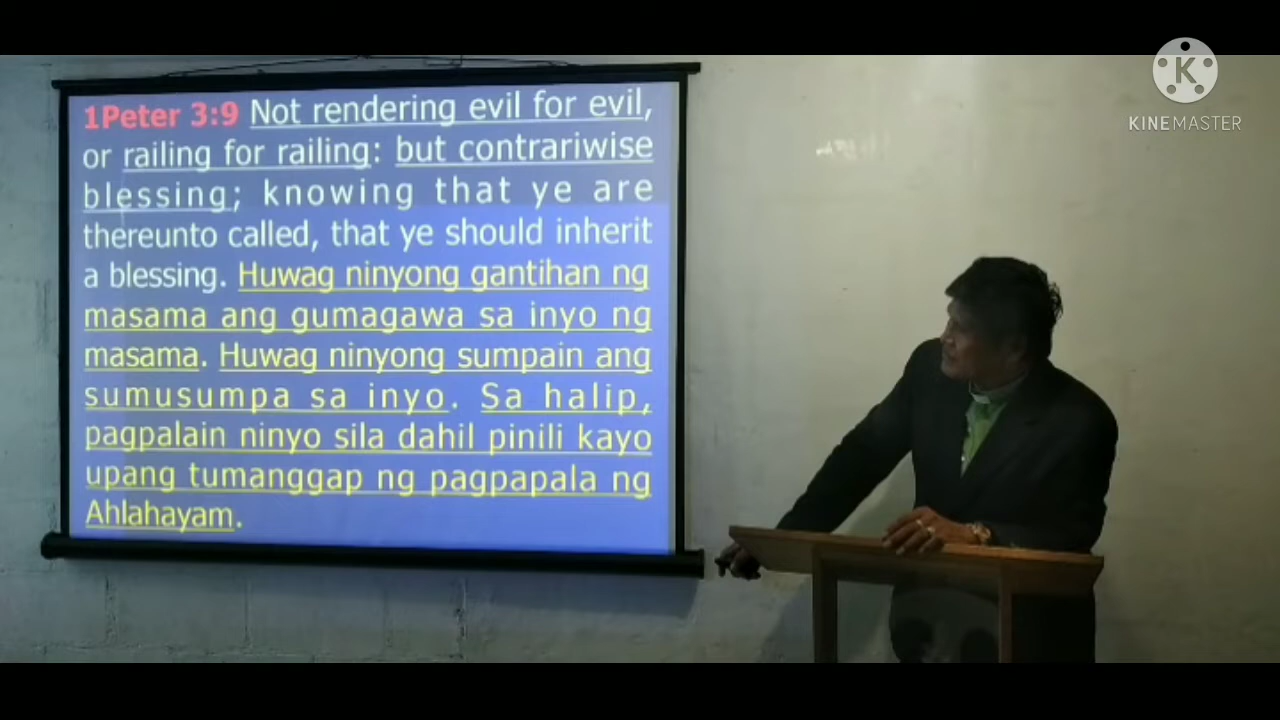 1Peter 3:9 Not rendering evil for evil,
or railing for railing: but contrariwise
blessing; knowing that ye are
thereunto called, that ye should inherit
a blessing. Huwag ninyong gantihan ng
masama ang gumagawa sa inyo ng
masama. Huwag ninyong sumpain ang
sumusumpa sa inyo. Sa halip,
pagpalain ninyo sila dahil pinili kayo
upang tumanggap ng pagpapala ng
Ahlahayam.
K
KINEMASTER